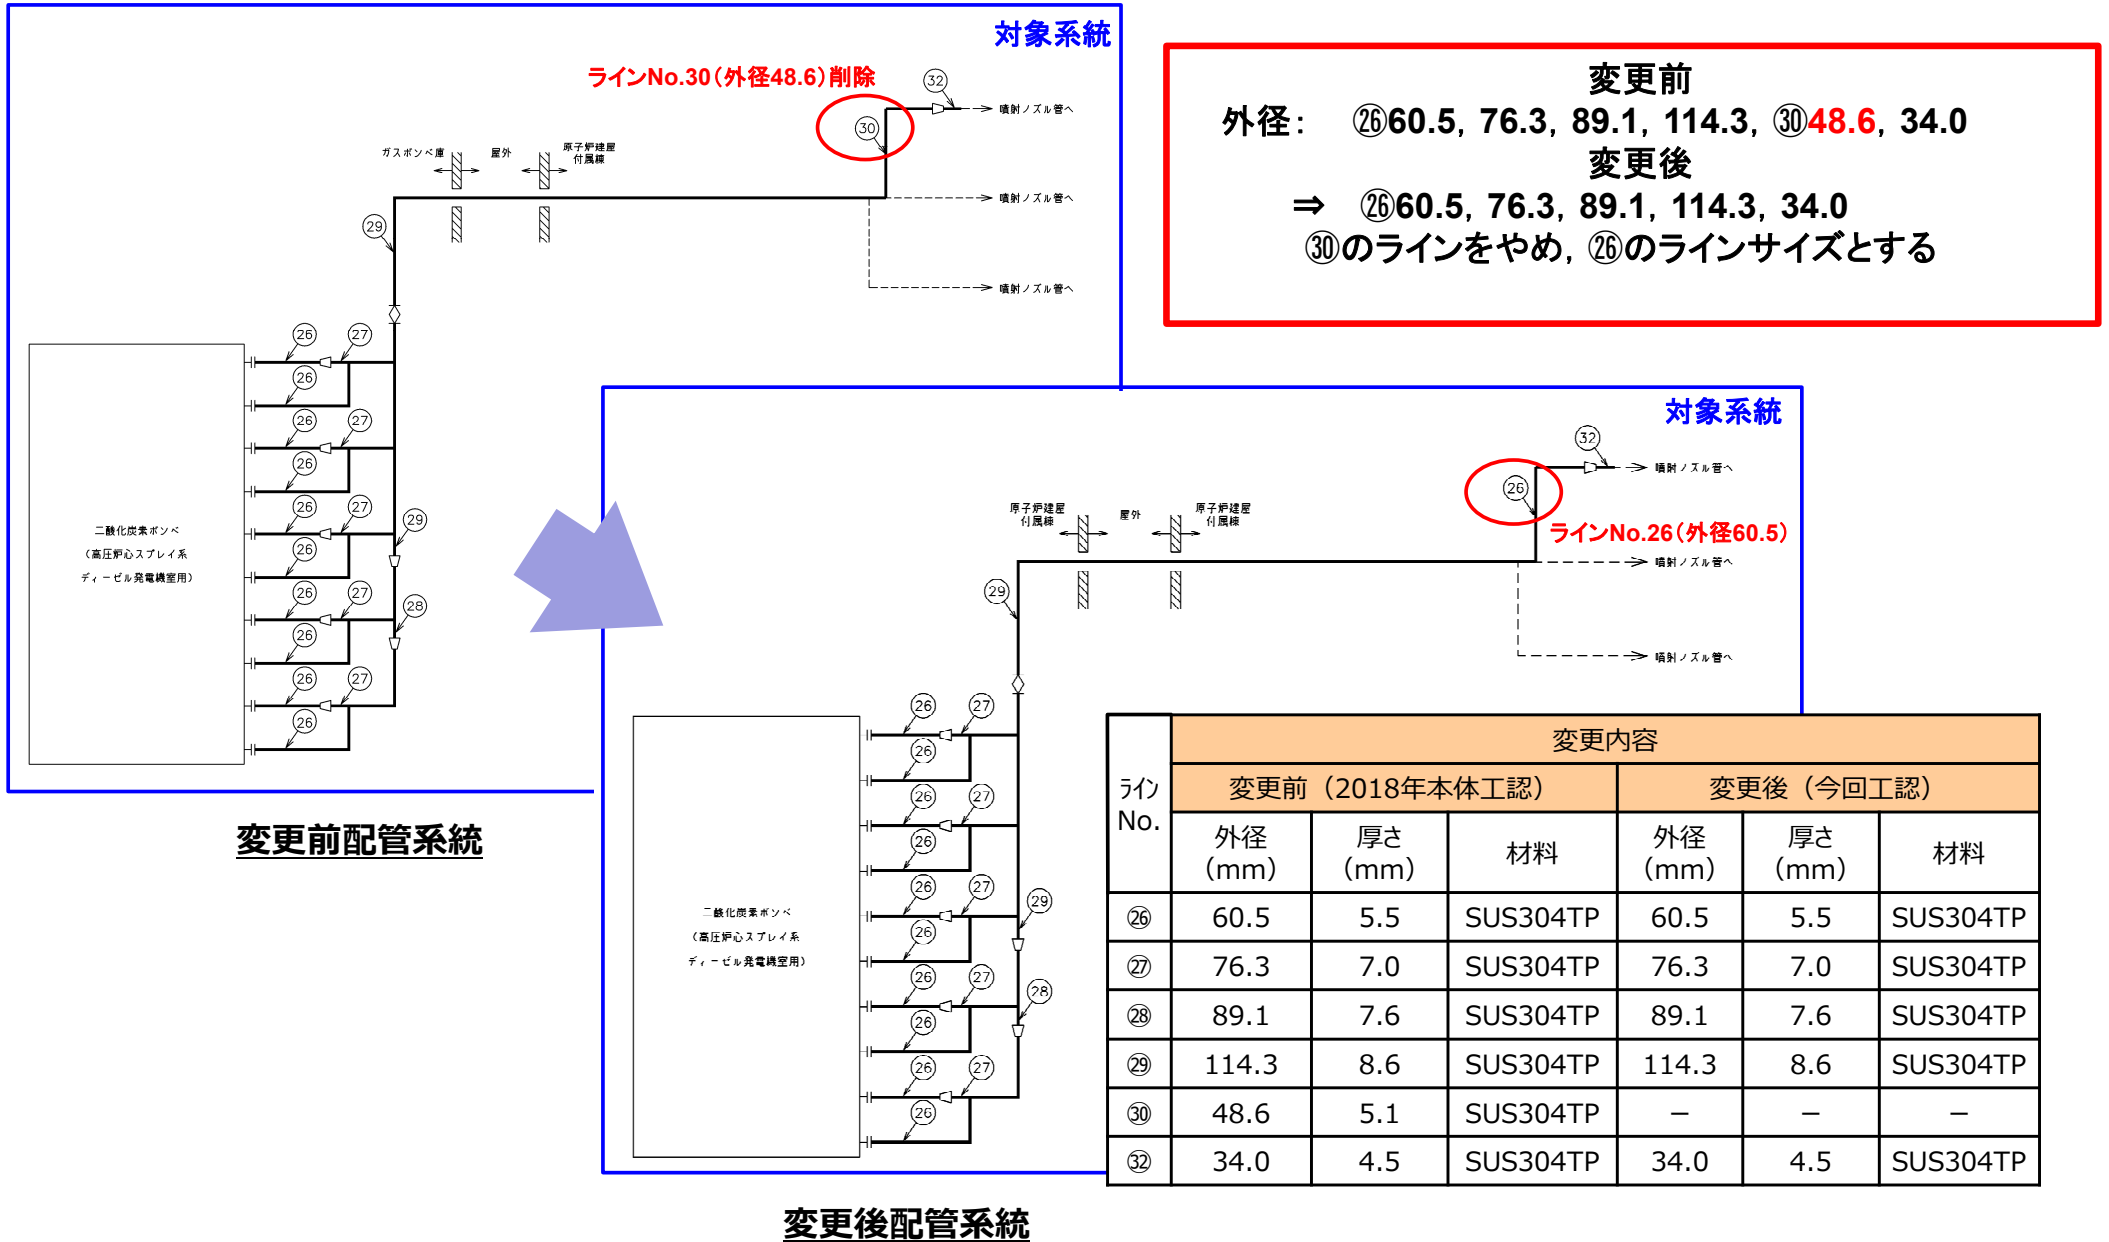 対象系統
ラインNo.30(外径48.6)削除
32
噴射ノズル管へ
30
ガスボンベ庫
屋外
原子炉建屋
付属棟
噴射ノズル管へ
29
噴射ノズル管へ
26
27
26
26
27
26
26
27
29
26
26
27
28
26
26
27
26
二酸化炭素ボンベ
(高圧炉心スプレイ系
ディーゼル発電機室用)
変更前配管系統
変更前
外径: ㉖60.5, 76.3, 89.1, 114.3, ㉚48.6, 34.0
変更後
⇒ ㉖60.5, 76.3, 89.1, 114.3, 34.0
㉚のラインをやめ, ㉖のラインサイズとする
対象系統
32
噴射ノズル管へ
26
ラインNo.26(外径60.5)
原子炉建屋
付属棟
屋外
原子炉建屋
付属棟
噴射ノズル管へ
29
噴射ノズル管へ
26
27
26
26
27
26
26
27
29
26
26
27
28
26
26
27
26
二酸化炭素ボンベ
(高圧炉心スプレイ系
ディーゼル発電機室用)
変更後配管系統
ライン
No.
変更内容
変更前(2018年本体工認) 変更後(今回工認)
外径
(mm) 厚さ
(mm) 材料 外径
(mm) 厚さ
(mm) 材料
㉖ 60.5 5.5 SUS304TP 60.5 5.5 SUS304TP
㉗ 76.3 7.0 SUS304TP 76.3 7.0 SUS304TP
㉘ 89.1 7.6 SUS304TP 89.1 7.6 SUS304TP
㉙ 114.3 8.6 SUS304TP 114.3 8.6 SUS304TP
㉚ 48.6 5.1 SUS304TP － － －
㉜ 34.0 4.5 SUS304TP 34.0 4.5 SUS304TP